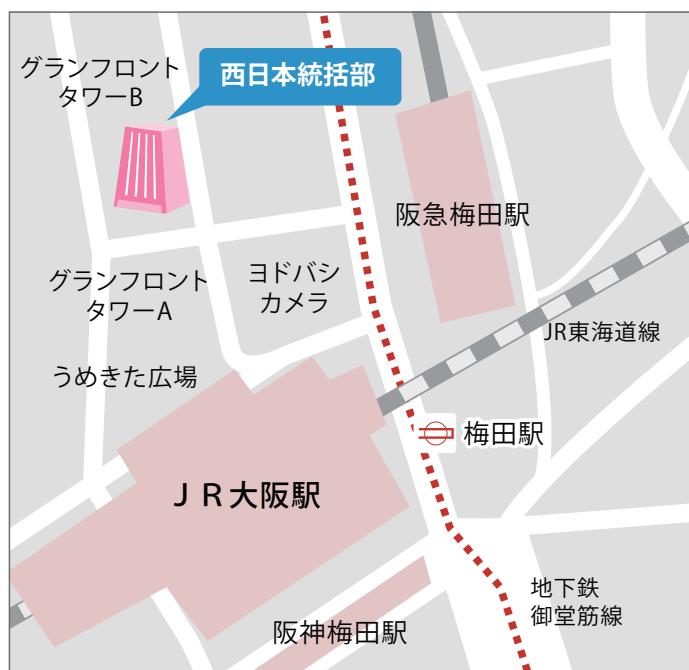 グランフロント
タワーB
西日本統括部
阪急梅田駅
グランフロント
タワーA
ヨドバシ
カメラ
JR東海道線
うめきた広場
梅田駅
ＪＲ大阪駅
地下鉄
御堂筋線
阪神梅田駅